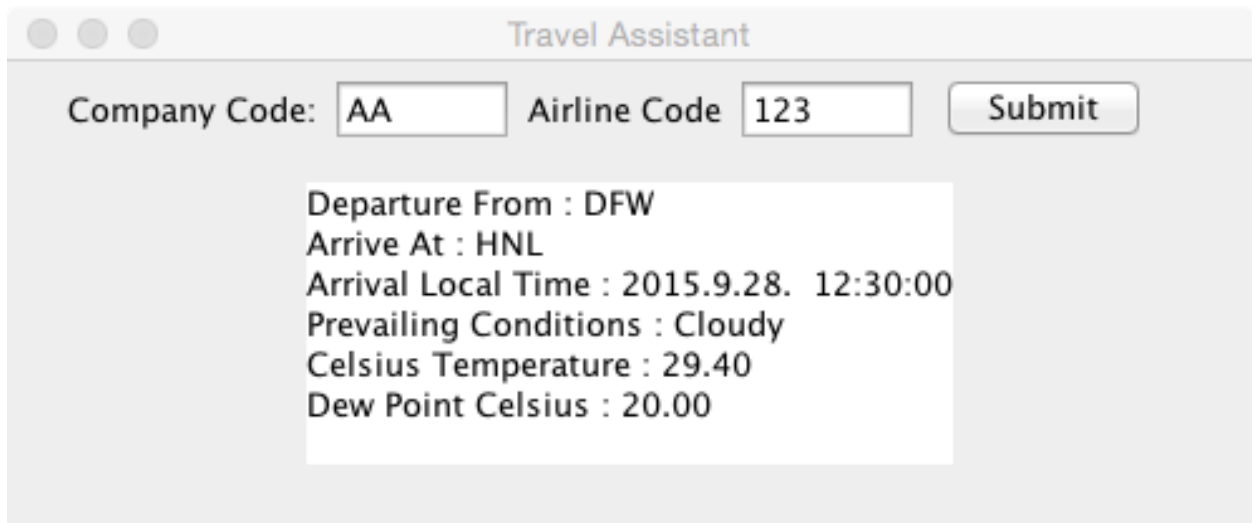 Travel Assistant
Company Code: AA Airline Code 123 Submit
Departure From : DFW
Arrive At : HNL
Arrival Local Time : 2015.9.28.  12:30:00
Prevailing Conditions : Cloudy
Celsius Temperature : 29.40
Dew Point Celsius : 20.00